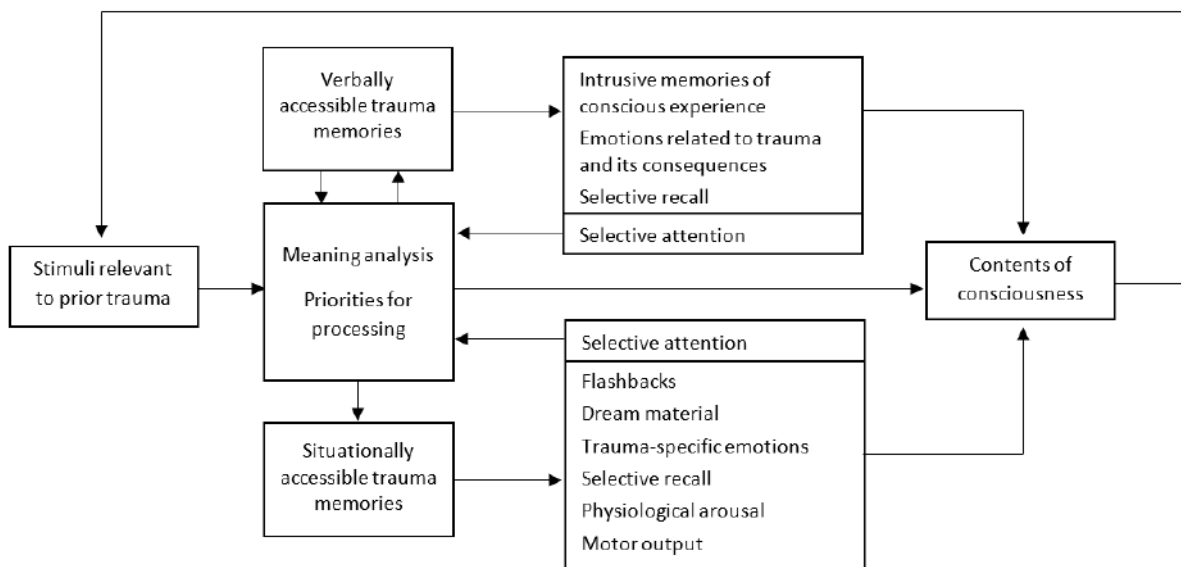 Verbally
accessible trauma
memories
Intrusive memories of
conscious experience
Emotions related to trauma
and its consequences
Selective recall
Selective attention
Stimuli relevant
to prior trauma
Meaning analysis
Priorities for
processing
Contents of
consciousness
Selective attention
Flashbacks
Dream material
Trauma-specific emotions
Selective recall
Physiological arousal
Motor output
Situationally
accessible trauma
memories